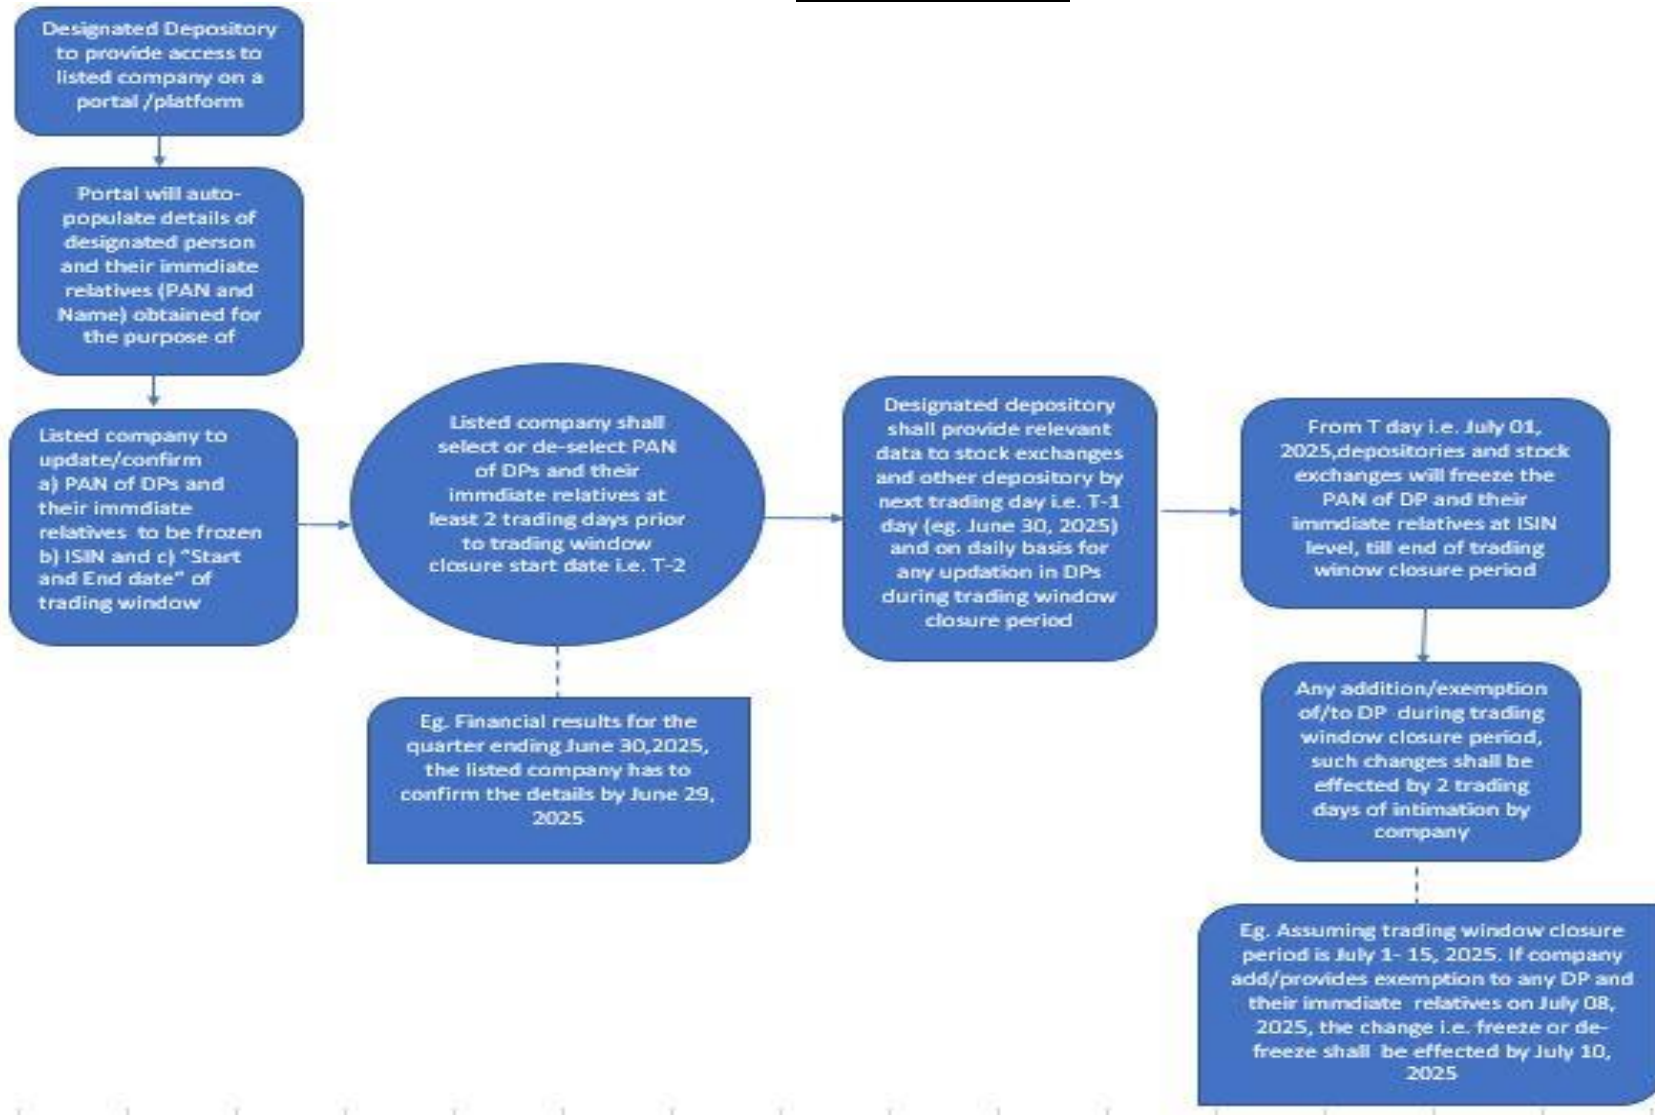 Designated Depository
to provide access to
listed company on a
portal /platform
Portal will auto-
populate details of
designated person
and their immdiate
relatives (PAN and
Name) obtained for
the purpose of
Listed company to
update/confirm
a) PAN of DPs and
their immdiate
relatives to be frozen
b) ISIN and c) "Start
and End date" of
trading window
Listed company shall
select or de-select PAN
of DPs and their
immdiate relatives at
least 2 trading days prior
to trading window
closure start date i.e. T-2
Eg. Financial results for the
quarter ending June 30,2025,
the listed company has to
confirm the details by June 29,
2025
Designated depository
shall provide relevant
data to stock exchanges
and other depository by
next trading day i.e. T-1
day (eg. June 30, 2025)
and on daily basis for
any updation in DPs
during trading window
closure period
From T day i.e. July 01,
2025,depositories and stock
exchanges will freeze the
PAN of DP and their
immdiate relatives at ISIN
level, till end of trading
winow closure period
Any addition/exemption
of/to DP during trading
window closure period,
such changes shall be
effected by 2 trading
days of intimation by
company
Eg. Assuming trading window closure
period is July 1- 15, 2025. If company
add/provides exemption to any DP and
their immdiate relatives on July 08,
2025, the change i.e. freeze or de-
freeze shall be effected by July 10,
2025